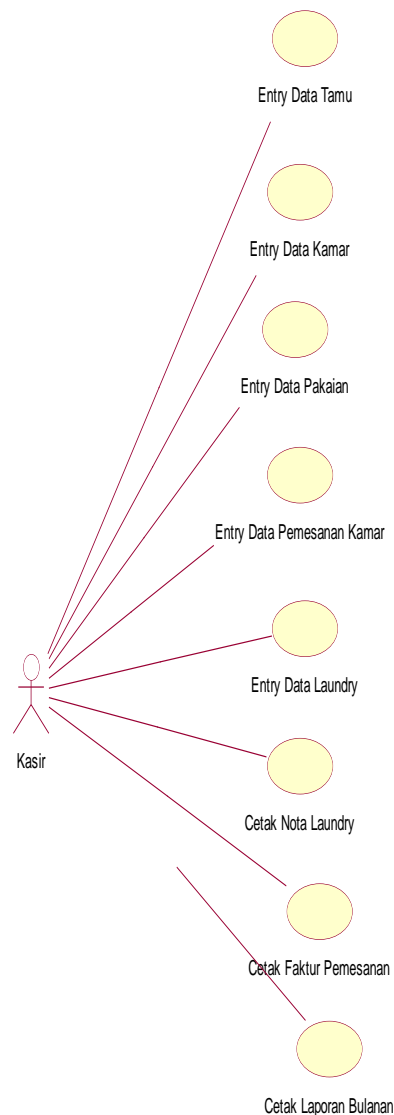 Entry Data Tamu
Entry Data Kamar
Entry Data Pakaian
Entry Data Pemesanan Kamar
Entry Data Laundry
Kasir
Cetak Nota Laundry
Cetak Faktur Pemesanan
Cetak Laporan Bulanan